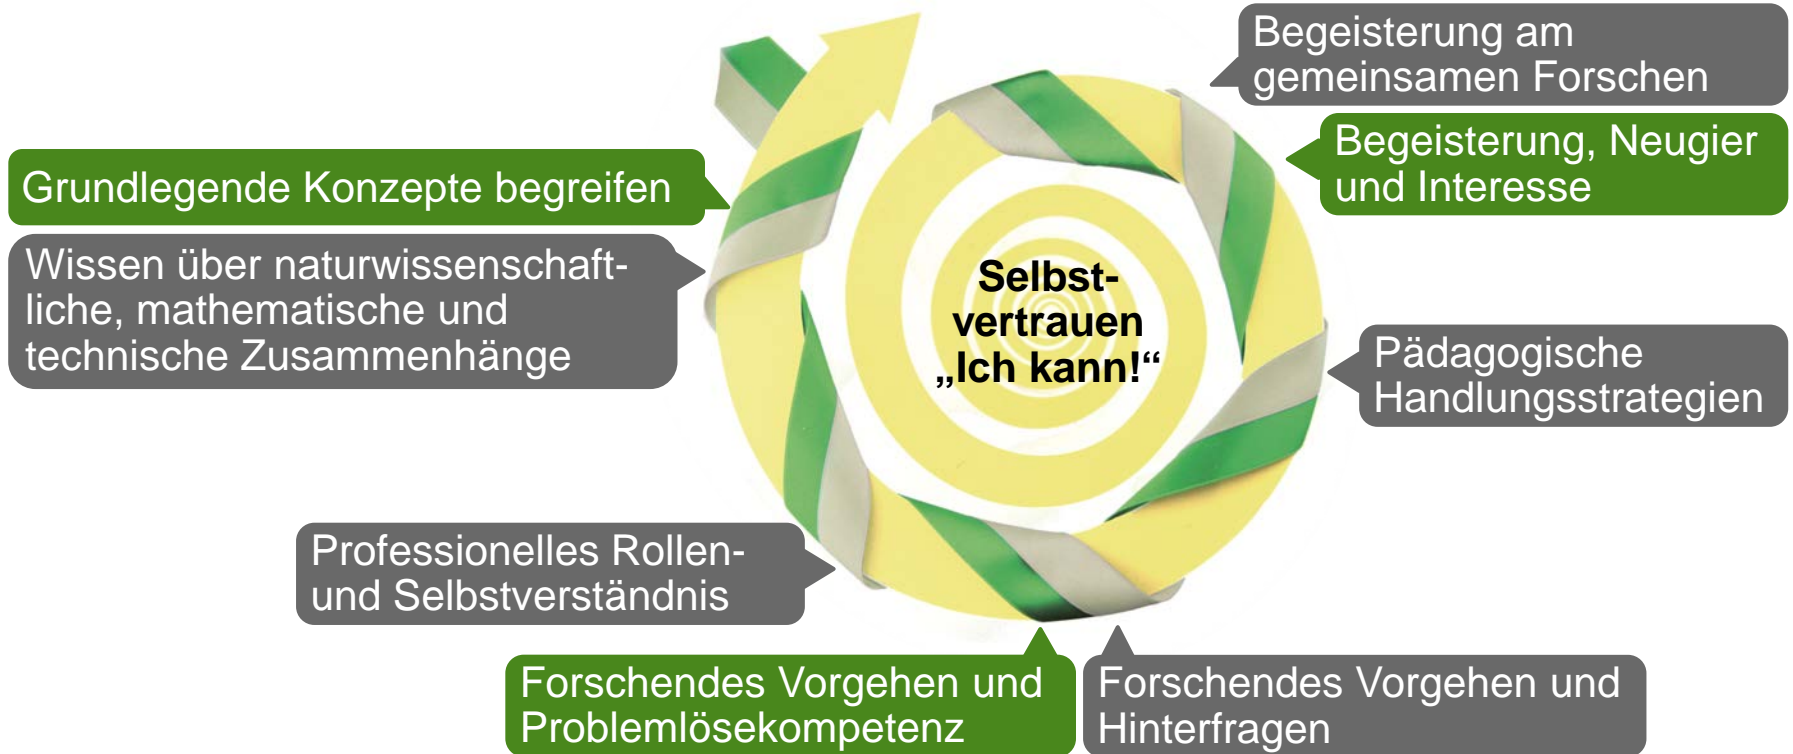 Begeisterung am
gemeinsamen Forschen
Begeisterung, Neugier
und Interesse
Grundlegende Konzepte begreifen
Wissen über naturwissenschaft-
liche, mathematische und
technische Zusammenhänge
Selbst-
vertrauen
„Ich kann!“
Pädagogische
Handlungsstrategien
Professionelles Rollen-
und Selbstverständnis
Forschendes Vorgehen und
Problemlösekompetenz
Forschendes Vorgehen und
Hinterfragen